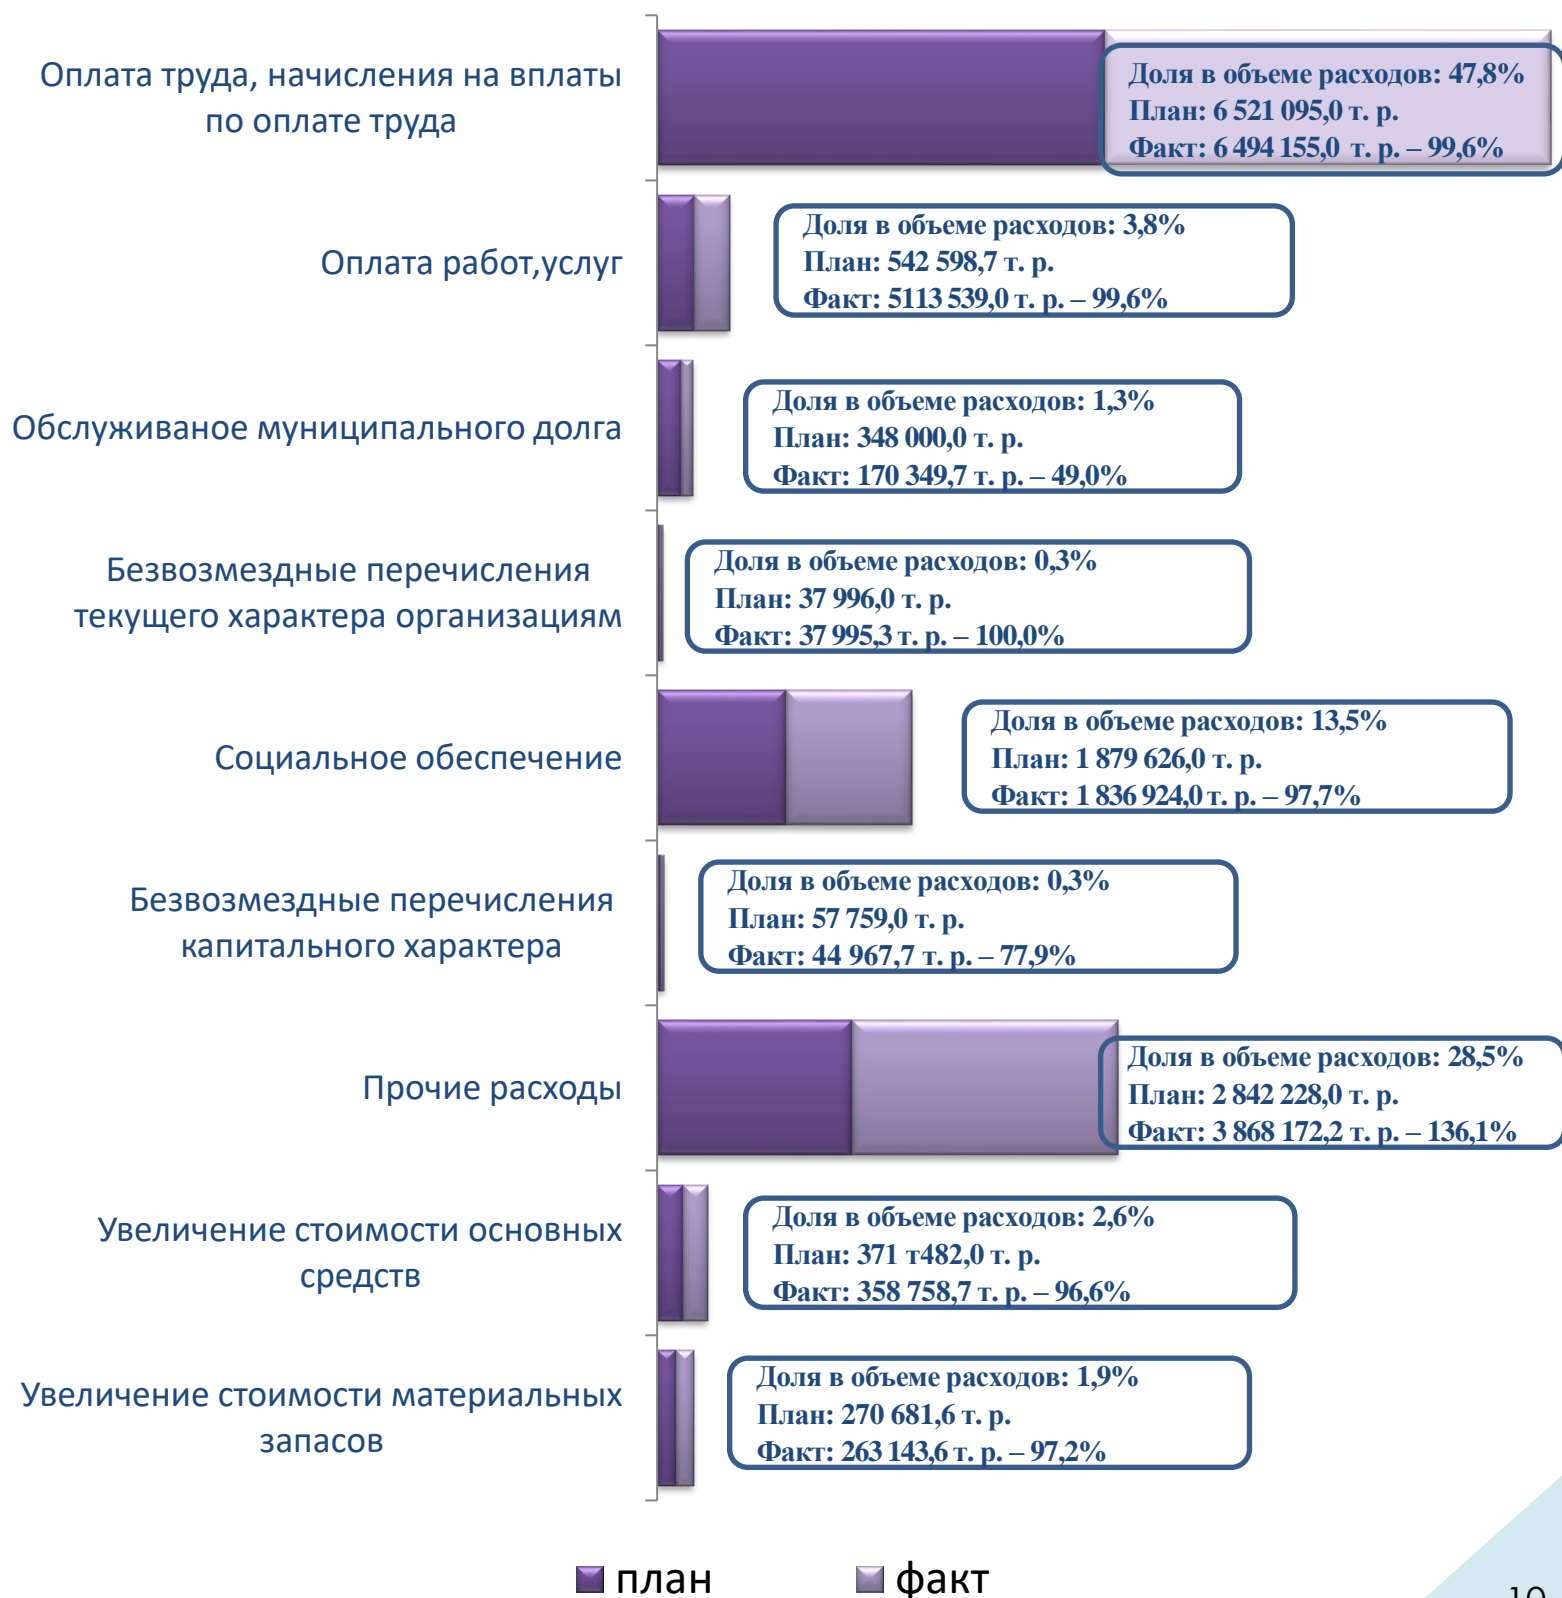 Оплата труда, начисления на вплаты
по оплате труда
Доля в объеме расходов: 47,8%
План: 6 521 095,0 т. р.
Факт: 6 494 155,0 т. р. – 99,6%
Оплата работ,услуг
Доля в объеме расходов: 3,8%
План: 542 598,7 т. р.
Факт: 5113 539,0 т. р. – 99,6%
Обслуживаное муниципального долга
Доля в объеме расходов: 1,3%
План: 348 000,0 т. р.
Факт: 170 349,7 т. р. – 49,0%
Безвозмездные перечисления
текущего характера организациям
Доля в объеме расходов: 0,3%
План: 37 996,0 т. р.
Факт: 37 995,3 т. р. – 100,0%
Социальное обеспечение
Доля в объеме расходов: 13,5%
План: 1 879 626,0 т. р.
Факт: 1 836 924,0 т. р. – 97,7%
Безвозмездные перечисления
капитального характера
Доля в объеме расходов: 0,3%
План: 57 759,0 т. р.
Факт: 44 967,7 т. р. – 77,9%
Прочие расходы
Доля в объеме расходов: 28,5%
План: 2 842 228,0 т. р.
Факт: 3 868 172,2 т. р. – 136,1%
Увеличение стоимости основных
средств
Доля в объеме расходов: 2,6%
План: 371 т482,0 т. р.
Факт: 358 758,7 т. р. – 96,6%
Увеличение стоимости материальных
запасов
Доля в объеме расходов: 1,9%
План: 270 681,6 т. р.
Факт: 263 143,6 т. р. – 97,2%
план
факт